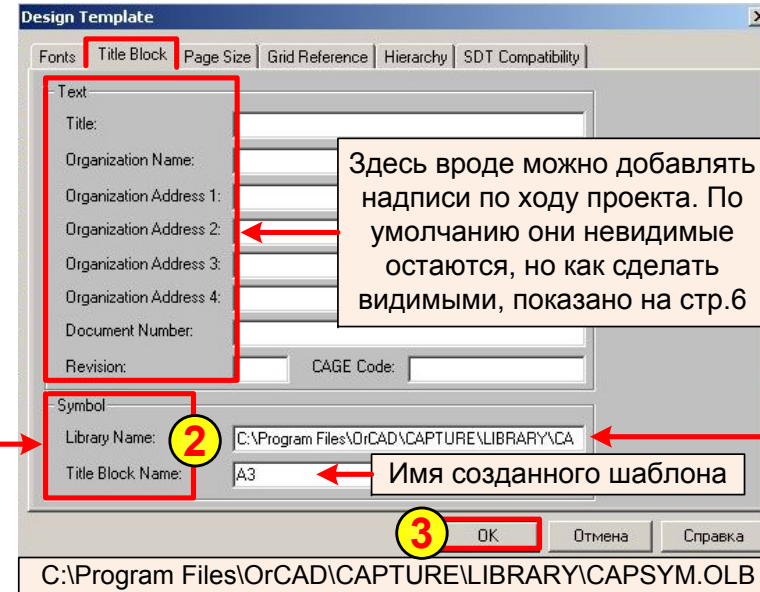 Design Template
Fonts Title Block Page Size Grid Reference Hierarchy SDT Compatibility
Text
Title:
Organization Name:
Organization Address 1:
Organization Address 2:
Organization Address 3:
Organization Address 4:
Document Number:
Revision:
CAGE Code:
Здесь вроде можно добавлять
надписи по ходу проекта. По
умолчанию они невидимые
остаются, но как сделать
видимыми, показано на стр.6
Symbol
Library Name:
2
C:\Program Files\OrCAD\CAPTURE\LIBRARY\CA
Title Block Name:
A3
Имя созданного шаблона
3
OK
Отмена
Справка
C:\Program Files\OrCAD\CAPTURE\LIBRARY\CAPSYM.OLB